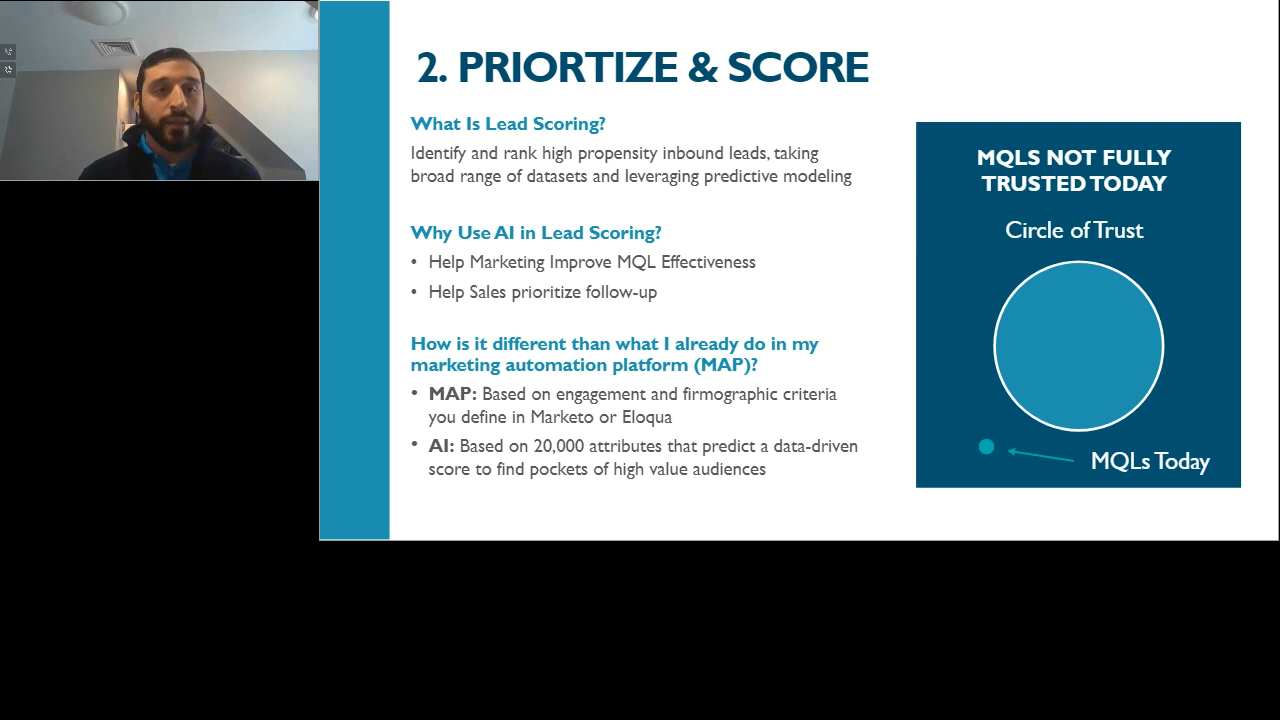 2. PRIORTIZE & SCORE
What Is Lead Scoring?
Identify and rank high propensity inbound leads, taking
broad range of datasets and leveraging predictive modeling
Why Use AI in Lead Scoring?
• Help Marketing Improve MQL Effectiveness
• Help Sales prioritize follow-up
How is it different than what I already do in my
marketing automation platform (MAP)?
• MAP: Based on engagement and firmographic criteria
you define in Marketo or Eloqua
• AI: Based on 20,000 attributes that predict a data-driven
score to find pockets of high value audiences
MQLS NOT FULLY
TRUSTED TODAY
Circle of Trust
MQLs Today